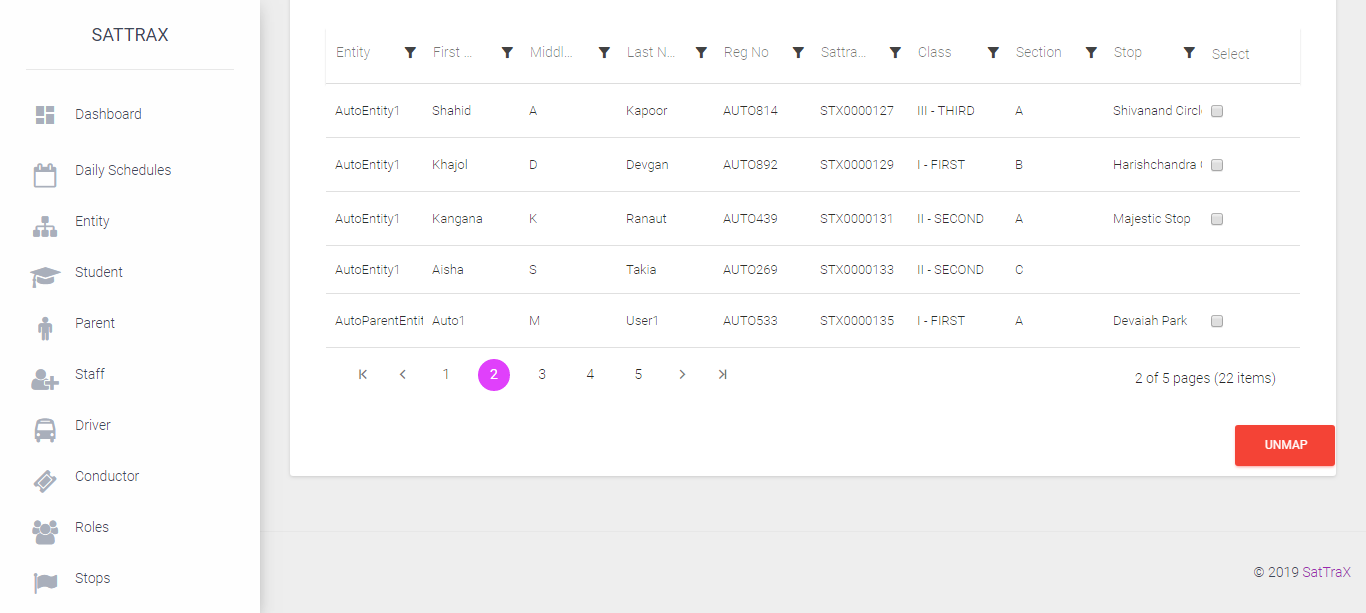 SATTRAX
Dashboard
Daily Schedules
Entity
Student
Parent
Staff
Driver
Conductor
Roles
Stops
Entity First ... Middl... Last N... Reg No Sattra... Class Section Stop Select
AutoEntity1 Shahid A Kapoor AUTO814 STX0000127 III - THIRD A Shivanand Circl
AutoEntity1 Khajol D Devgan AUTO892 STX0000129 I - FIRST B Harishchandra
AutoEntity1 Kangana K Ranaut AUTO439 STX0000131 II - SECOND A Majestic Stop
AutoEntity1 Aisha S Takia AUTO269 STX0000133 II - SECOND C
AutoParentEntit Auto1 M User1 AUTO533 STX0000135 I - FIRST A Devaiah Park
1 2 3 4 5
2 of 5 pages (22 items)
UNMAP
© 2019 SatTraX